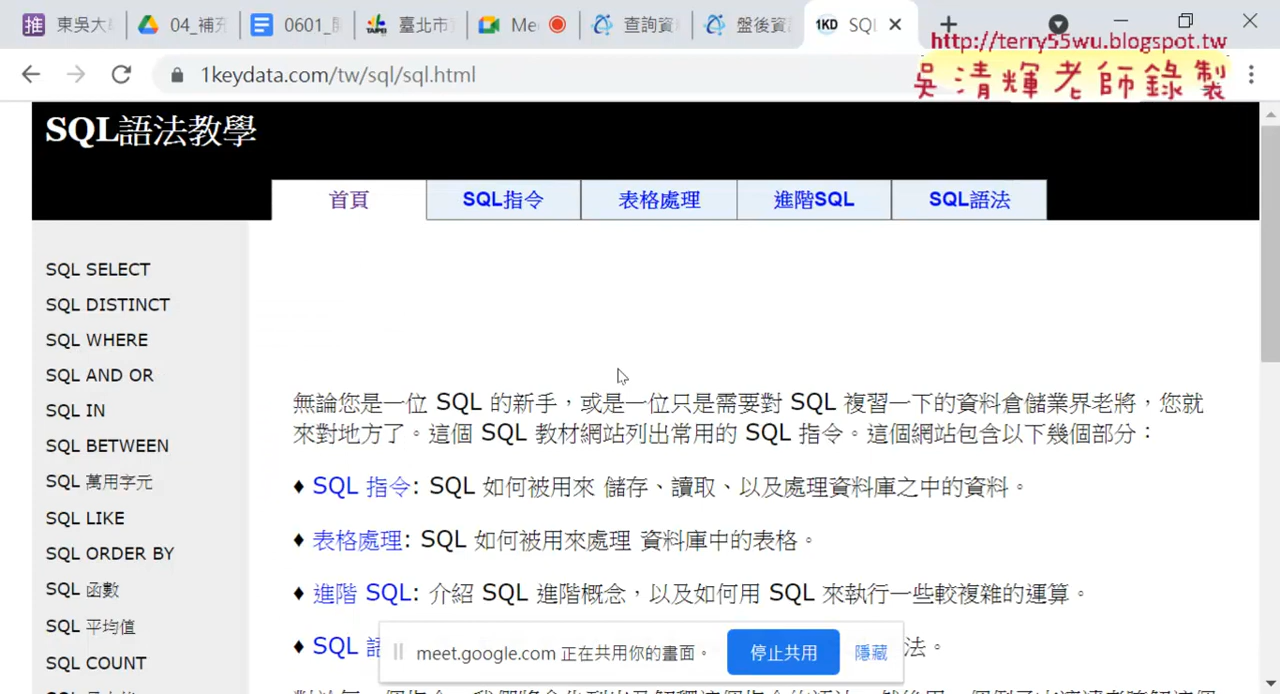 東吳大
04_補充
0601_
臺北市
Me
查詢資
盤後資
1KD SQL
http://terry55wu.blogspot.tw
1keydata.com/tw/sql/sql.html
吳清輝老師錄製
SQL語法教學
首頁
SQL指令
表格處理
進階SQL
SQL語法
SQL SELECT
SQL DISTINCT
SQL WHERE
SQL AND OR
SQL IN
SQL BETWEEN
SQL 萬用字元
SQL LIKE
SQL ORDER BY
SQL 函數
SQL 平均值
SQL COUNT
無論您是一位 SQL 的新手，或是一位只是需要對 SQL 複習一下的資料倉儲業界老將，您就
來對地方了。這個 SQL 教材網站列出常用的 SQL 指令。這個網站包含以下幾個部分：
♦ SQL 指令: SQL 如何被用來 儲存、讀取、以及處理資料庫之中的資料。
♦ 表格處理: SQL 如何被用來處理 資料庫中的表格。
♦ 進階 SQL: 介紹 SQL 進階概念，以及如何用 SQL 來執行一些較複雜的運算。
♦ SQL 語
法。
meet.google.com 正在共用你的畫面。
停止共用
隱藏